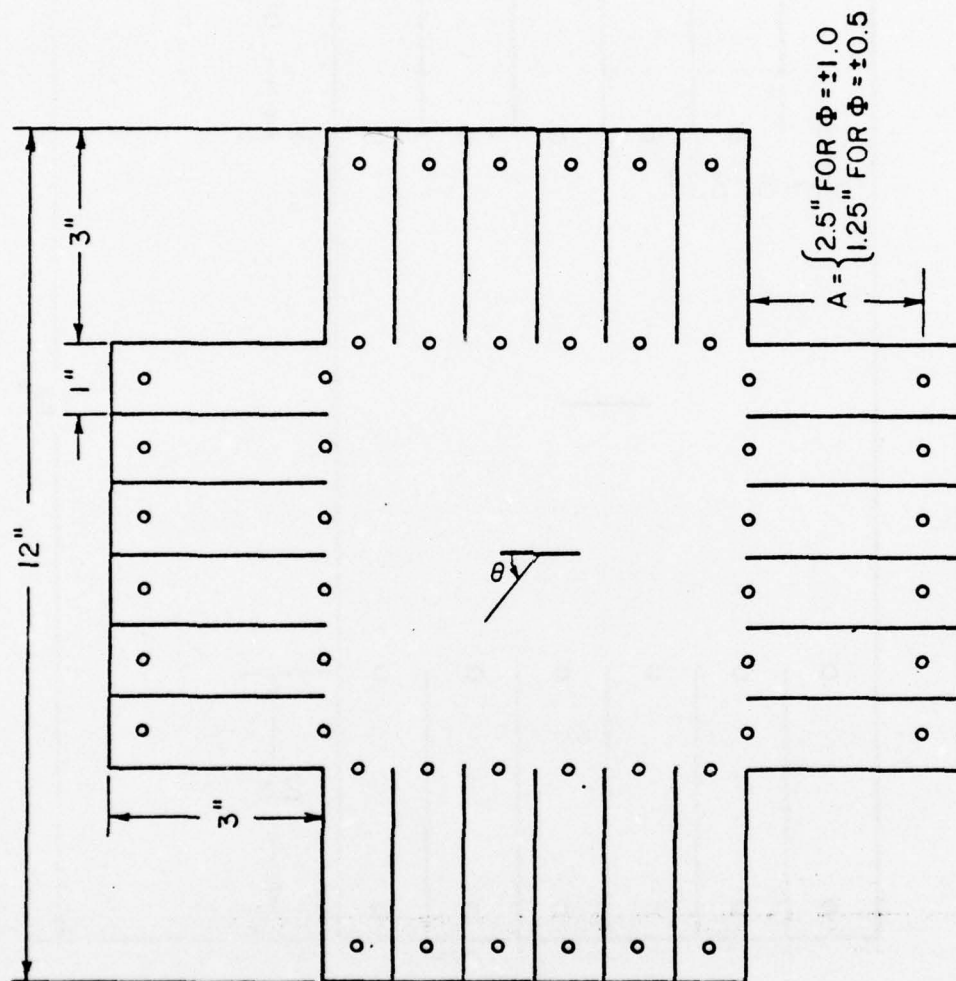 12"
3"
1"
3"
θ
A = {2.5" FOR Φ = ±1.0
1.25" FOR Φ = ±0.5